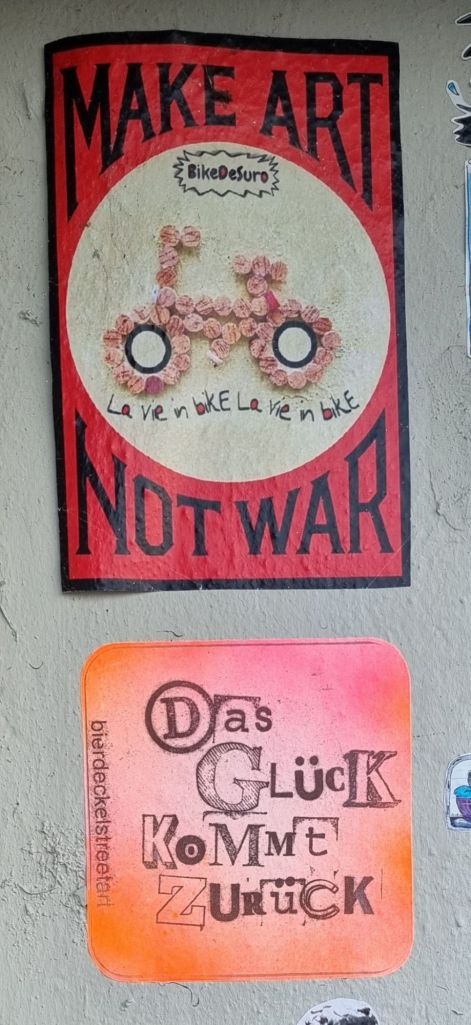 MAKE ART
BikeDeSuro
La vie in bike La vie in bike
NOT WAR
Das
Glück
kommt
zurück
bierdeckelstreetart